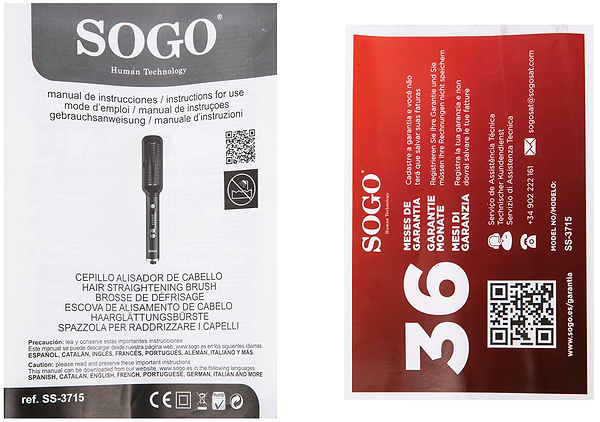 SOGO®
Human Technology
manual de instrucciones / instructions for use
mode d'emploi / manual de instruçoes
gebrauchsanweisung / manuale d'instruzioni
CEPILLO ALISADOR DE CABELLO
HAIR STRAIGHTENING BRUSH
BROSSE DE DÉFRISAGE
ESCOVA DE ALISAMENTO DE CABELO
HAARGLÄTTUNGSBÜRSTE
SPAZZOLA PER RADDRIZZARE I CAPELLI
Precaución: lea y conserve estas importantes instrucciones
Este manual se puede descargar desde nuestra página web, www.sogo.es en los siguientes idiomas.
ESPAÑOL, CATALÁN, INGLÉS, FRANCÉS, PORTUGUÉS, ALEMÁN, ITALIANO Y MÁS.
Caution: please read and preserve these important instructions
This manual can be downloaded from our website, www.sogo.es in the following languages.
SPANISH, CATALAN, ENGLISH, FRENCH, PORTUGUESE, GERMAN, ITALIAN AND MORE
ref. SS-3715
CE
SOGO®
Human Technology
36
MESES DE
GARANTIA
Cadastre a garantia e você não
terá que salvar suas faturas
GARANTIE
MONATE
Registrieren Sie Ihre Garantie und Sie
müssen ihre Rechnungen nicht speichern
MESI DI
GARANZIA
Registra la tua garanzia e non
dovrai salvare le tue fatture
Serviço de Assistência Técnica
Technischer Kundendienst
Servizio di Assistenza Tecnica
+34 902 222 161
sogosat@sogosat.com
MODEL NO/MODELO:
SS-3715
www.sogo.es/garantia